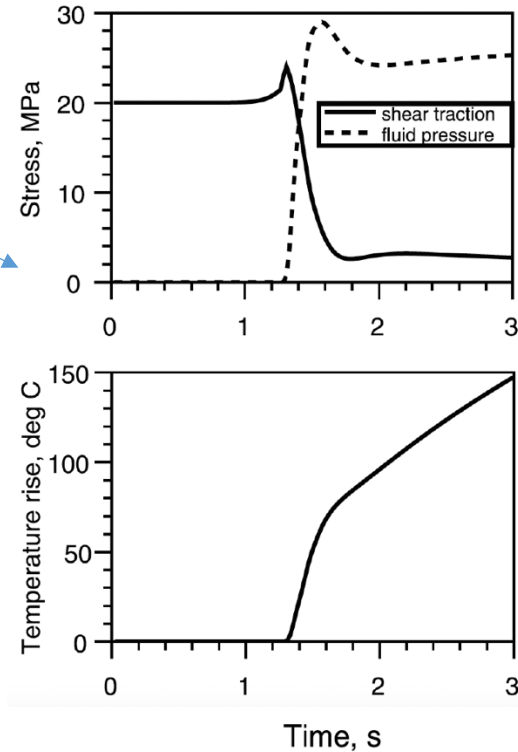 30
20
10
0
Stress, MPa
shear traction
fluid pressure
0 1 2 3
150
100
50
0
Temperature rise, deg C
0 1 2 3
Time, s